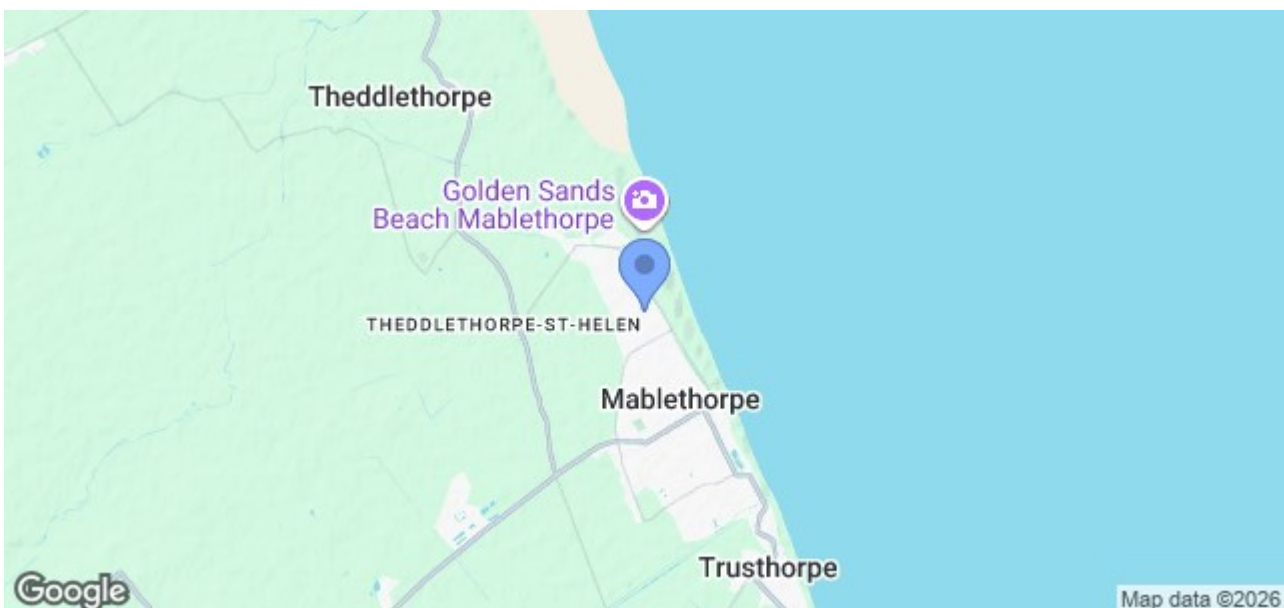 Theddlethorpe
Golden Sands
Beach Mablethorpe
THEDDLETHORPE-ST-HELEN
Mablethorpe
Trusthorpe
Google
Map data ©2026